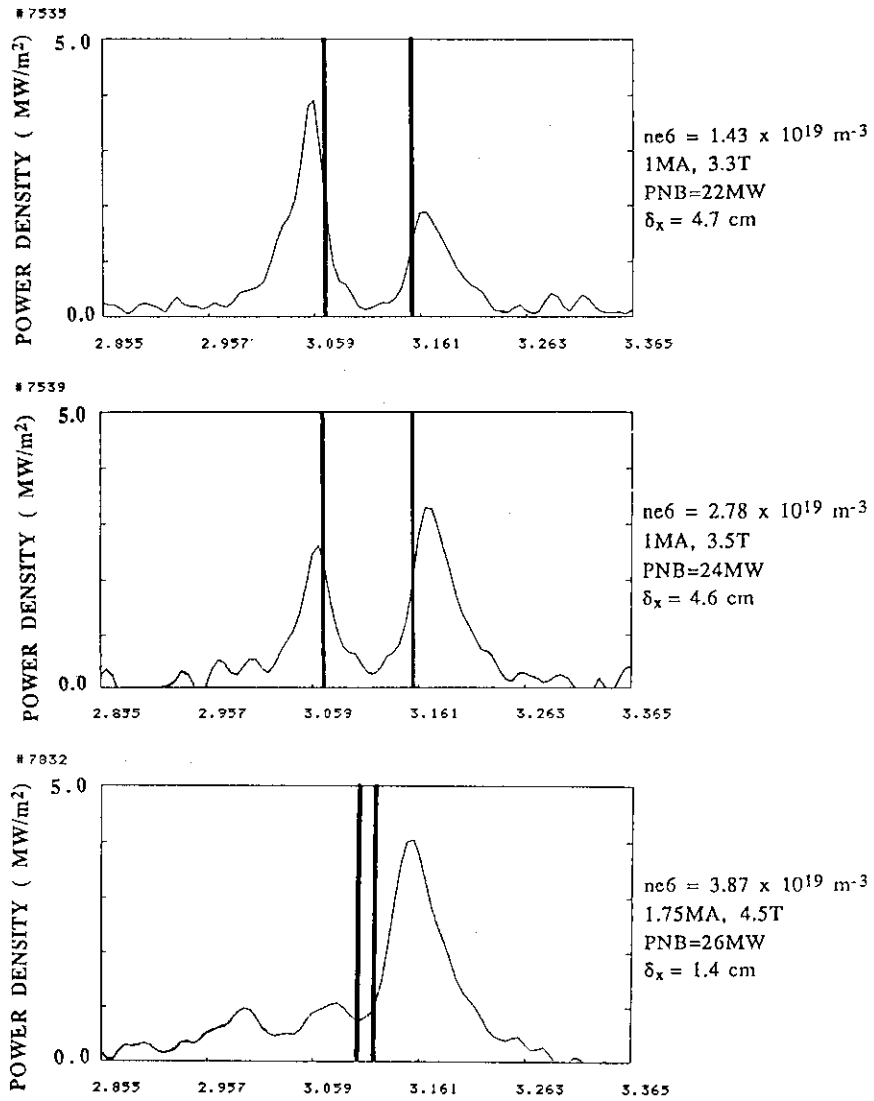 #7535
POWER DENSITY ( MW/m²)
5.0
0.0
2.855 2.957 3.059 3.161 3.263 3.365
ne6 = 1.43 x 10¹⁹ m⁻³
1MA, 3.3T
PNB=22MW
δₓ = 4.7 cm
#7539
POWER DENSITY ( MW/m²)
5.0
0.0
2.855 2.957 3.059 3.161 3.263 3.365
ne6 = 2.78 x 10¹⁹ m⁻³
1MA, 3.5T
PNB=24MW
δₓ = 4.6 cm
#7832
POWER DENSITY ( MW/m²)
5.0
0.0
2.855 2.957 3.059 3.161 3.263 3.365
ne6 = 3.87 x 10¹⁹ m⁻³
1.75MA, 4.5T
PNB=26MW
δₓ = 1.4 cm